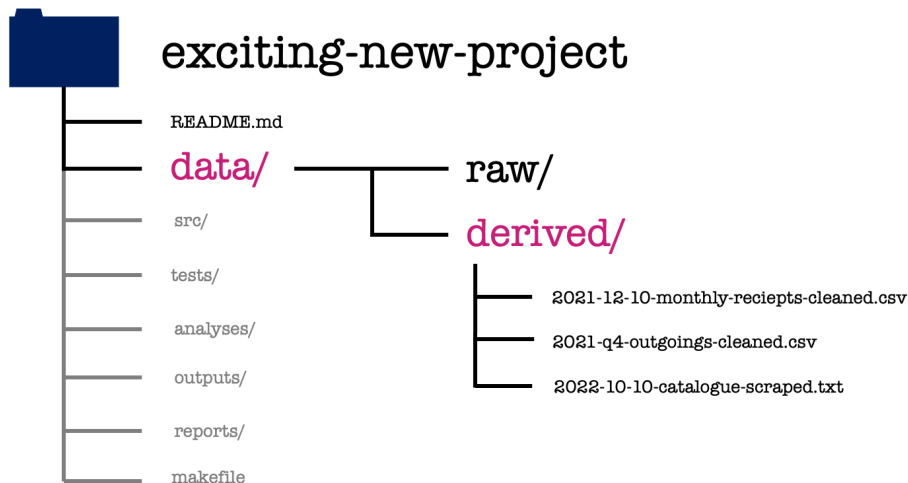 exciting-new-project
README.md
data/
raw/
derived/
src/
tests/
2021-12-10-monthly-reciepts-cleaned.csv
analyses/
2021-q4-outgoings-cleaned.csv
outputs/
2022-10-10-catalogue-scraped.txt
reports/
makefile